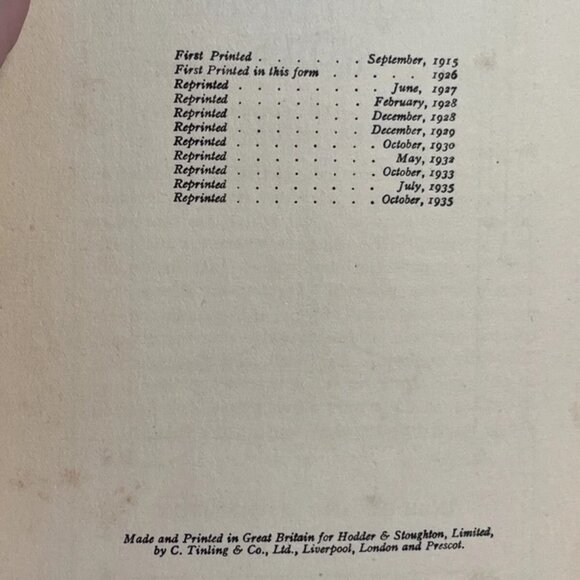 First Printed . . . . . . September, 1915
First Printed in this form . . . . . 1926
Reprinted . . . . . . . June, 1927
Reprinted . . . . . . February, 1928
Reprinted . . . . . . December, 1928
Reprinted . . . . . . December, 1929
Reprinted . . . . . . October, 1930
Reprinted . . . . . . . May, 1932
Reprinted . . . . . . October, 1933
Reprinted . . . . . . . July, 1935
Reprinted . . . . . . October, 1935
Made and Printed in Great Britain for Hodder & Stoughton, Limited,
by C. Tinling & Co., Ltd., Liverpool, London and Prescot.